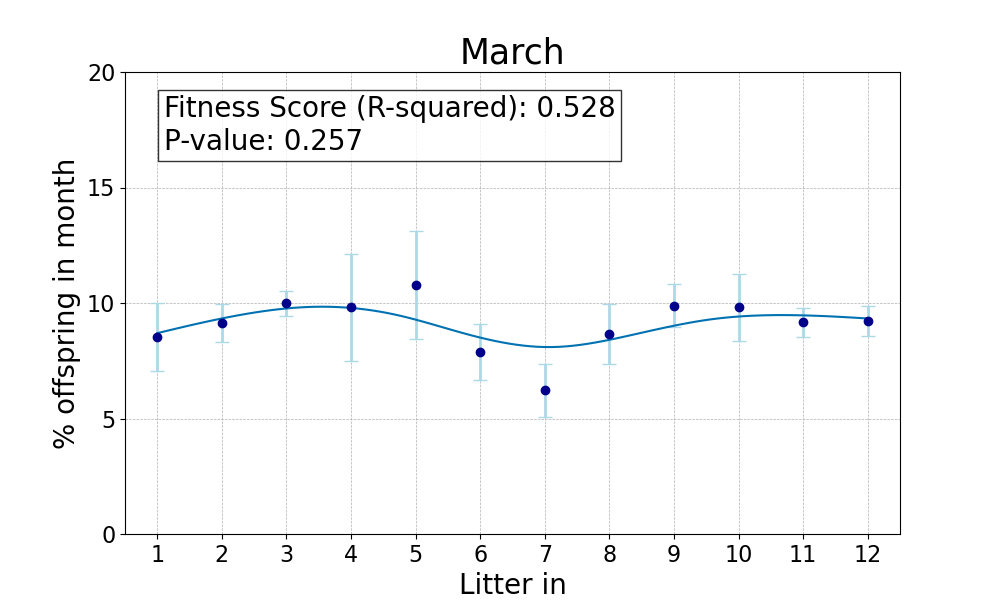 March
Fitness Score (R-squared): 0.528
P-value: 0.257
% offspring in month
20
15
10
5
0
1 2 3 4 5 6 7 8 9 10 11 12
Litter in